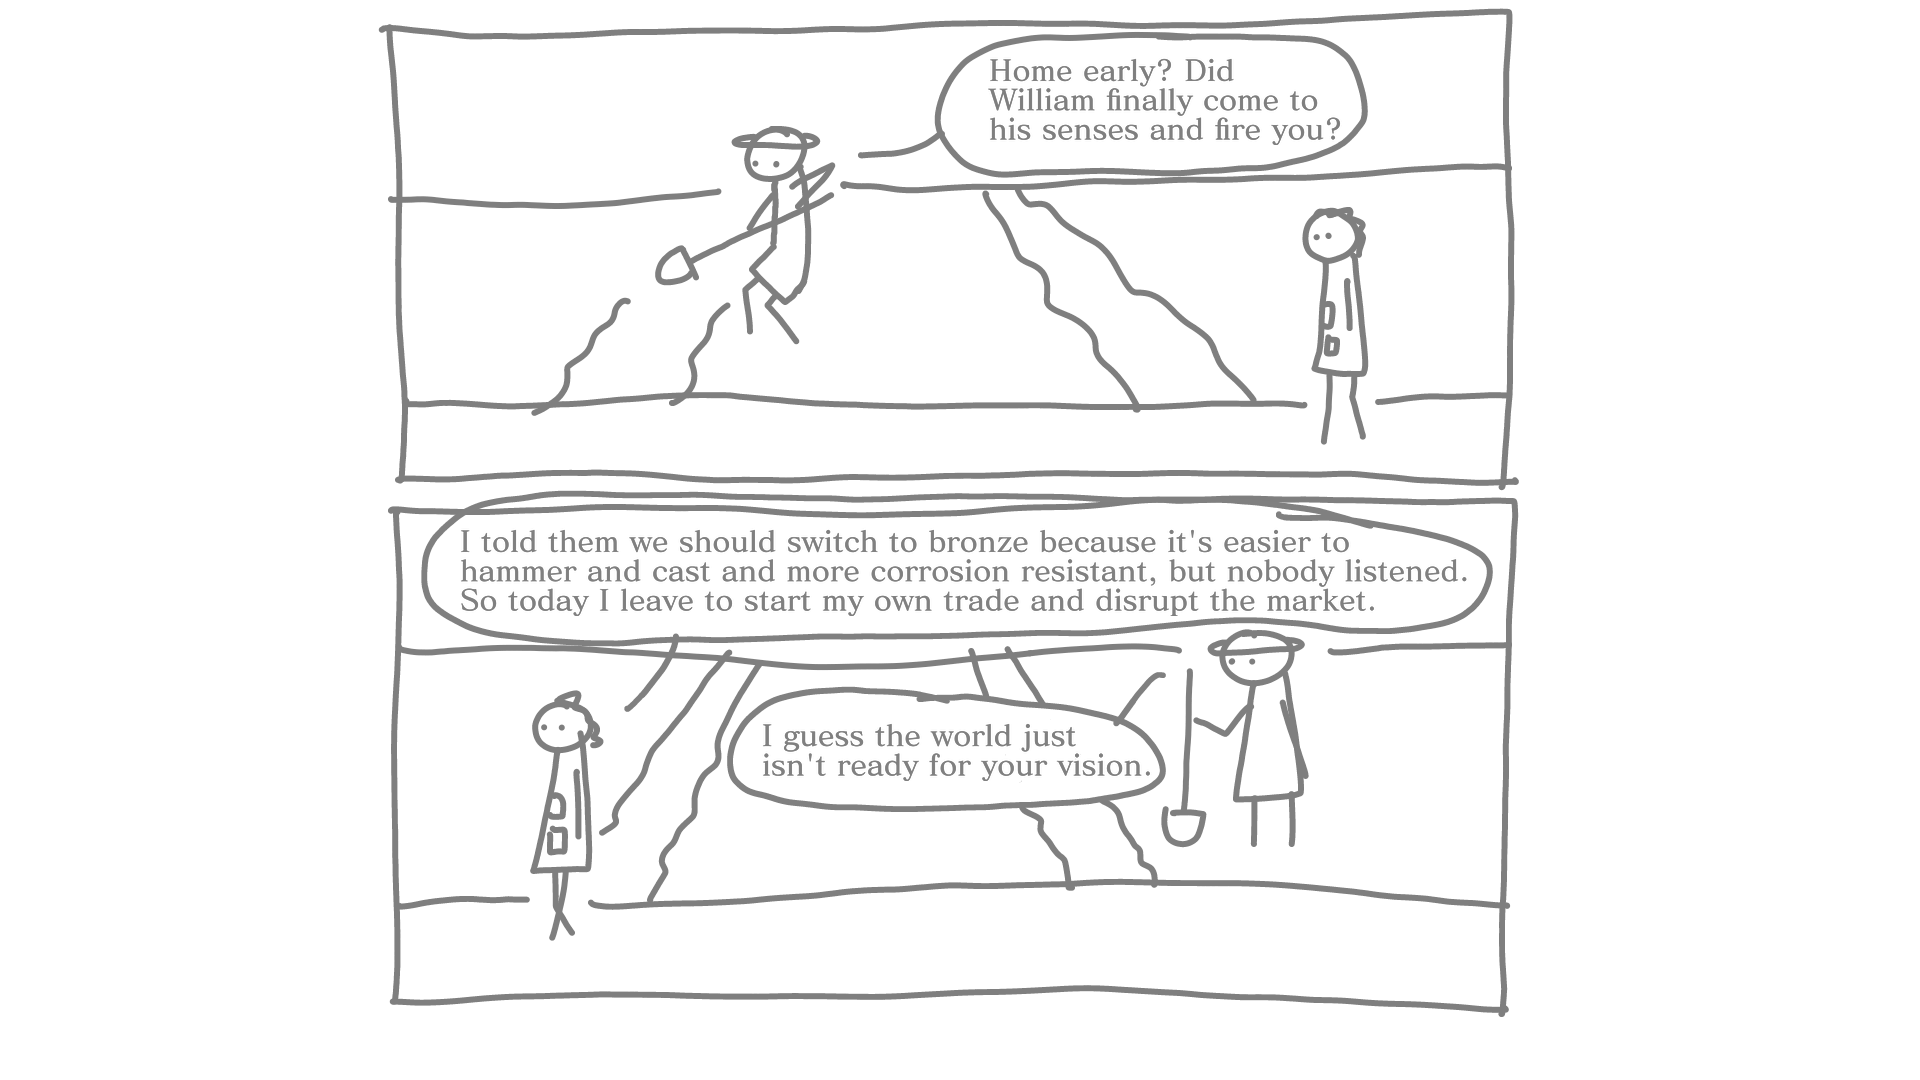 Home early? Did
William finally come to
his senses and fire you?
I told them we should switch to bronze because it's easier to
hammer and cast and more corrosion resistant, but nobody listened.
So today I leave to start my own trade and disrupt the market.
I guess the world just
isn't ready for your vision.